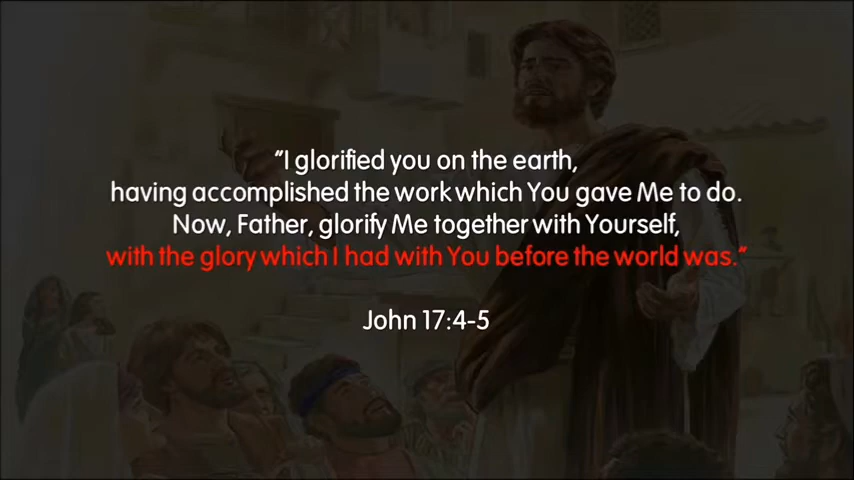 "I glorified you on the earth,
having accomplished the work which You gave Me to do.
Now, Father, glorify Me together with Yourself,
with the glory which I had with You before the world was."
John 17:4-5